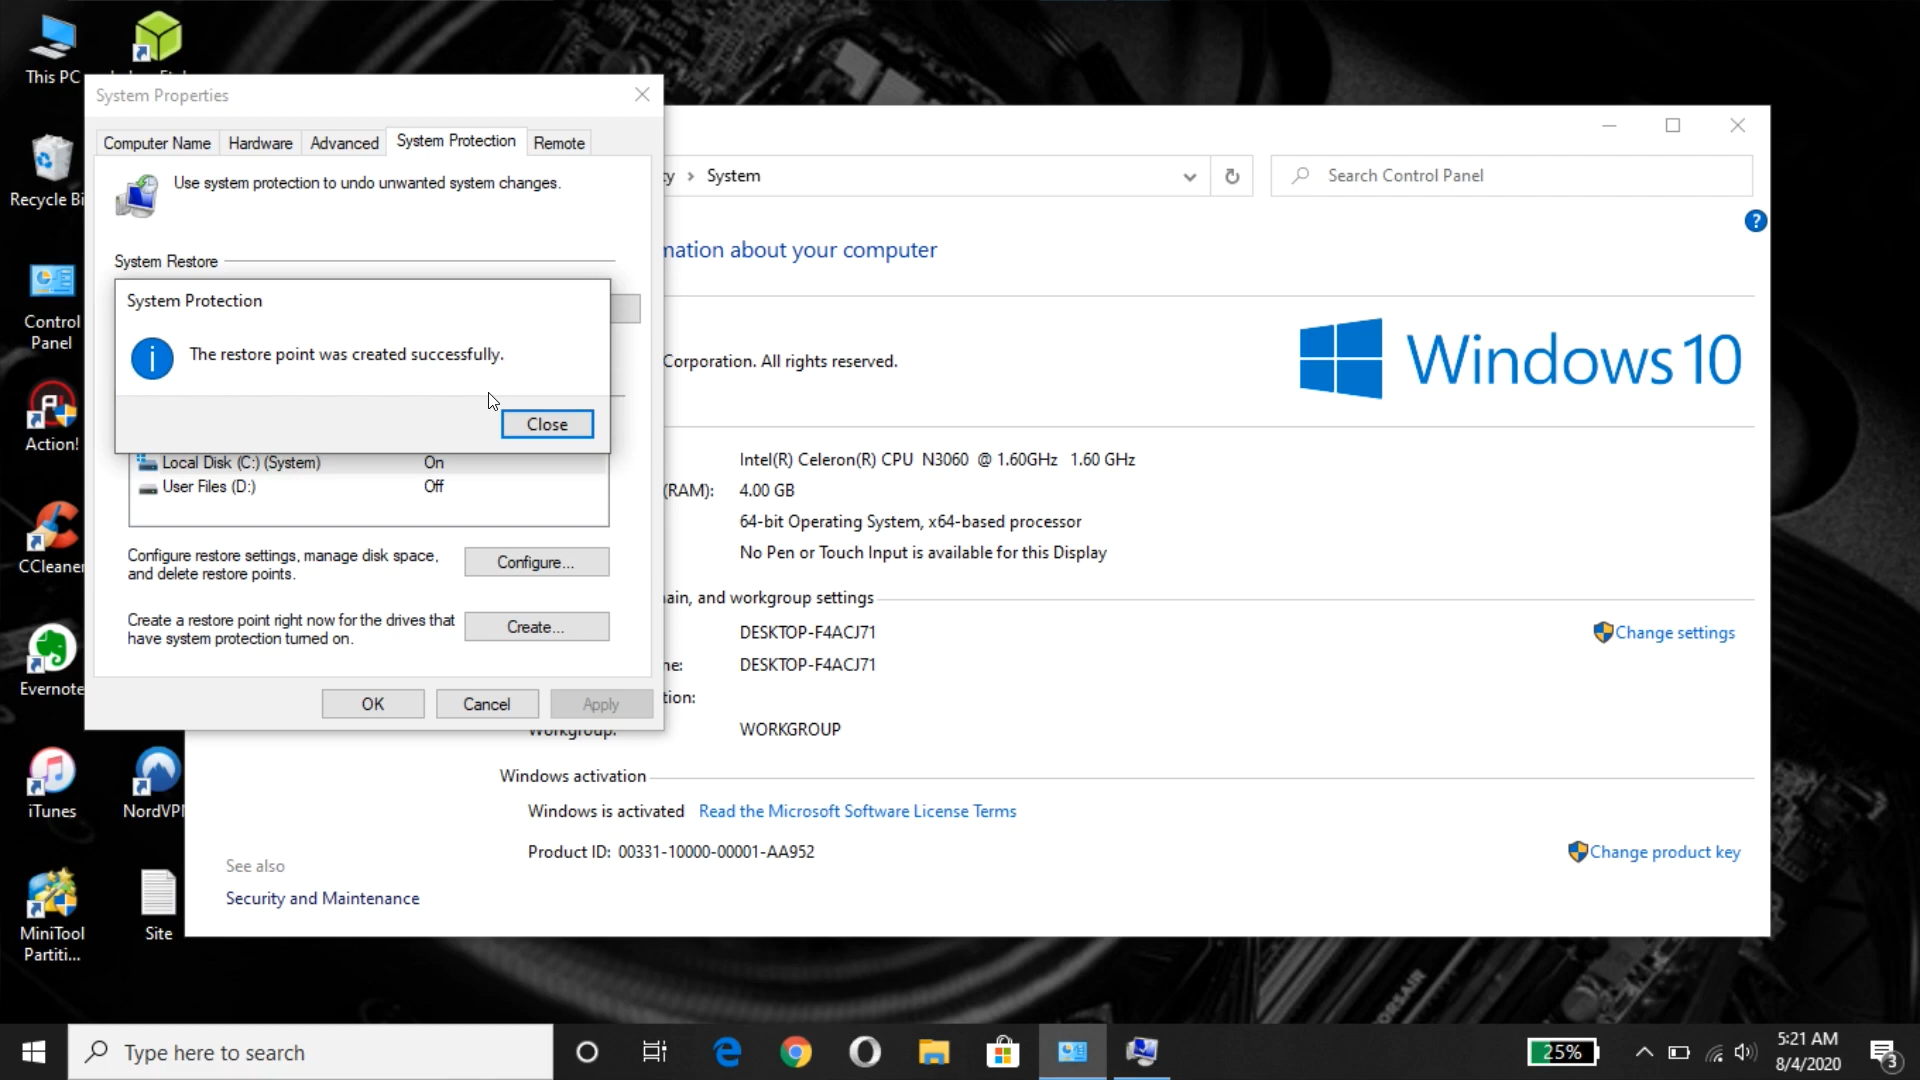 This PC
Recycle Bi
Control
Panel
Action!
CCleaner
Evernote
iTunes
NordVP
MiniTool
Partiti...
Site
System Properties
Computer Name
Hardware
Advanced
System Protection
Remote
Use system protection to undo unwanted system changes.
System Restore
System Protection
The restore point was created successfully.
Close
Local Disk (C:) (System) On
User Files (D:) Off
Configure restore settings, manage disk space,
and delete restore points.
Configure...
Create a restore point right now for the drives that
have system protection turned on.
Create...
OK
Cancel
Apply
ty › System
Search Control Panel
?
mation about your computer
Corporation. All rights reserved.
Windows 10
Intel(R) Celeron(R) CPU N3060 @ 1.60GHz 1.60 GHz
(RAM): 4.00 GB
64-bit Operating System, x64-based processor
No Pen or Touch Input is available for this Display
ain, and workgroup settings
DESKTOP-F4ACJ71
Change settings
ne: DESKTOP-F4ACJ71
tion:
Workgroup: WORKGROUP
Windows activation
Windows is activated Read the Microsoft Software License Terms
Product ID: 00331-10000-00001-AA952
Change product key
See also
Security and Maintenance
CORSAIR
Type here to search
25%
5:21 AM
8/4/2020
3